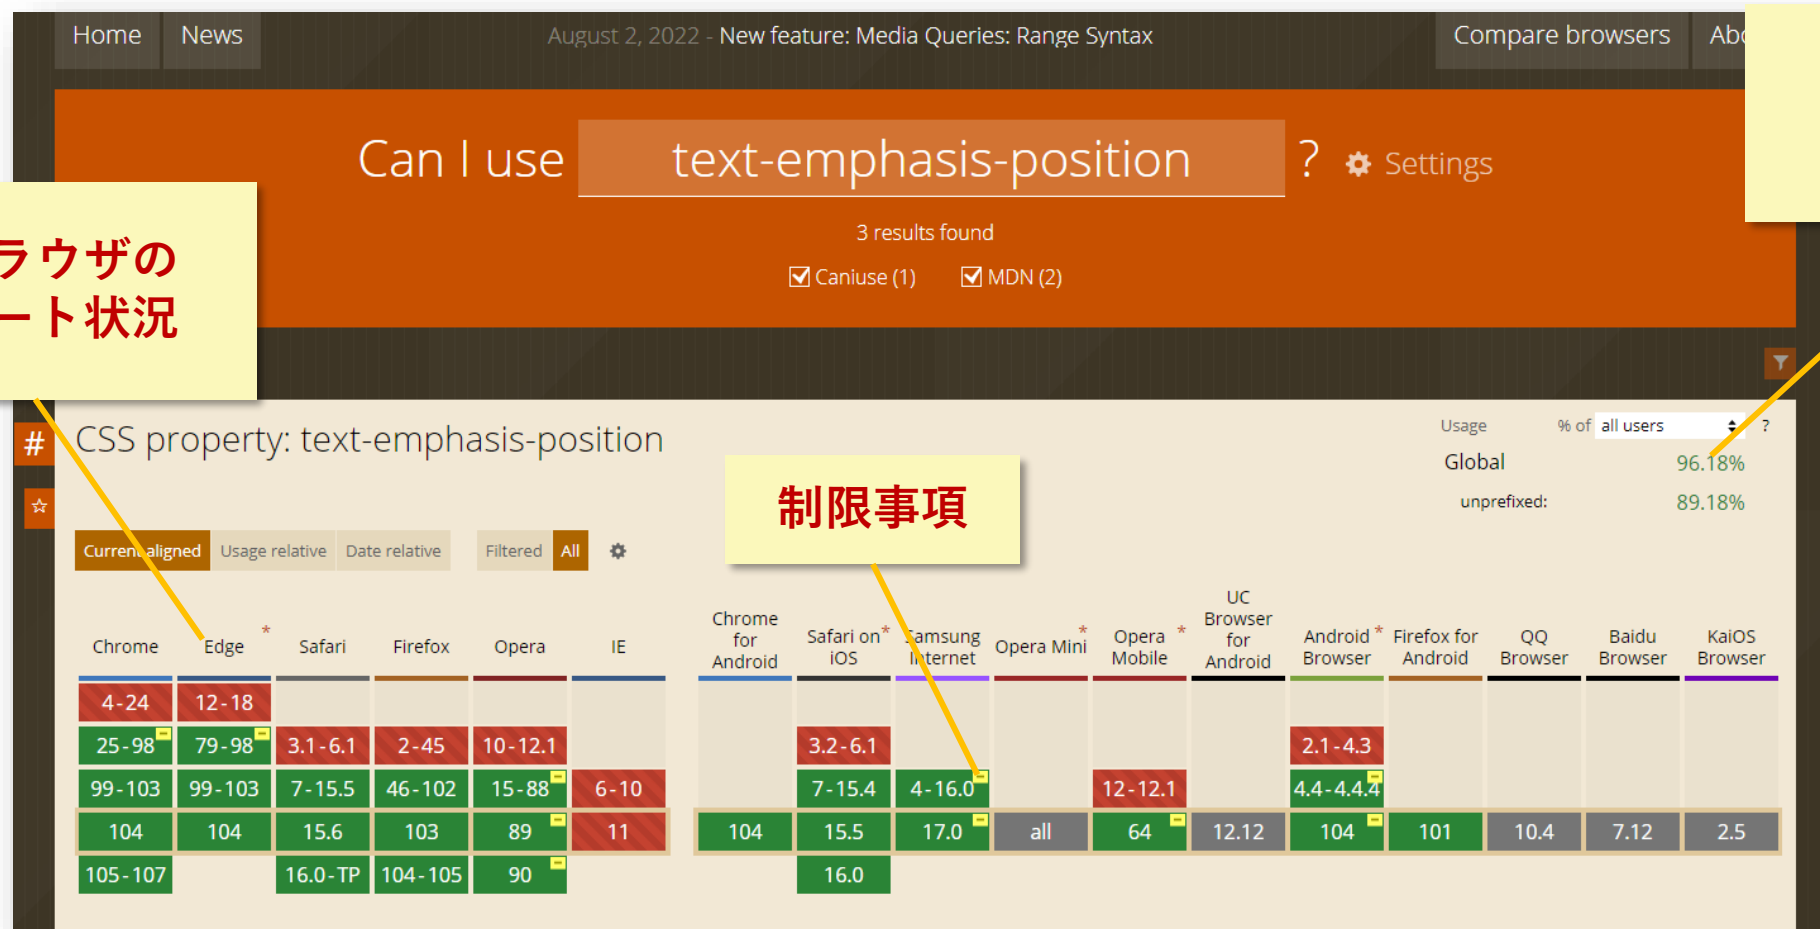 Home News August 2, 2022 - New feature: Media Queries: Range Syntax Compare browsers
Can I use text-emphasis-position ? Settings
3 results found
Caniuse (1) MDN (2)
ラウザの
ート状況
# CSS property: text-emphasis-position
Usage % of all users ?
Global 96.18%
unprefixed: 89.18%
制限事項
Current aligned Usage relative Date relative Filtered All
Chrome Edge * Safari Firefox Opera IE
Chrome for Android Safari on iOS * Samsung Internet Opera Mini * Opera Mobile * UC Browser for Android Android Browser * Firefox for Android QQ Browser Baidu Browser KaiOS Browser
4-24 12-18
25-98 79-98 3.1-6.1 2-45 10-12.1 3.2-6.1 2.1-4.3
99-103 99-103 7-15.5 46-102 15-88 6-10 7-15.4 4-16.0 12-12.1 4.4-4.4.4
104 104 15.6 103 89 11 104 15.5 17.0 all 64 12.12 104 101 10.4 7.12 2.5
105-107 16.0-TP 104-105 90 16.0